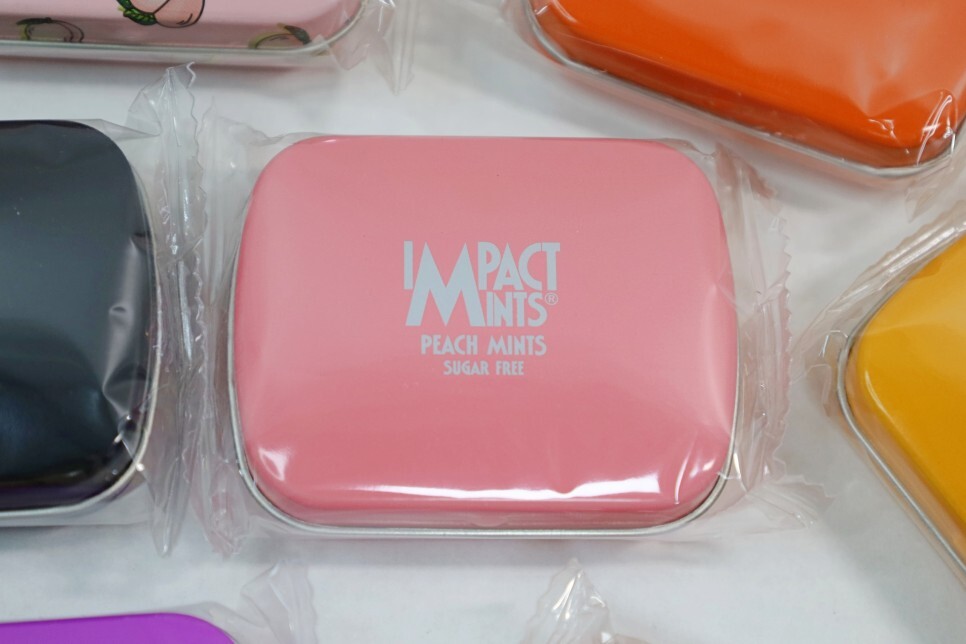 IMPACT
MINTS®
PEACH MINTS
SUGAR FREE